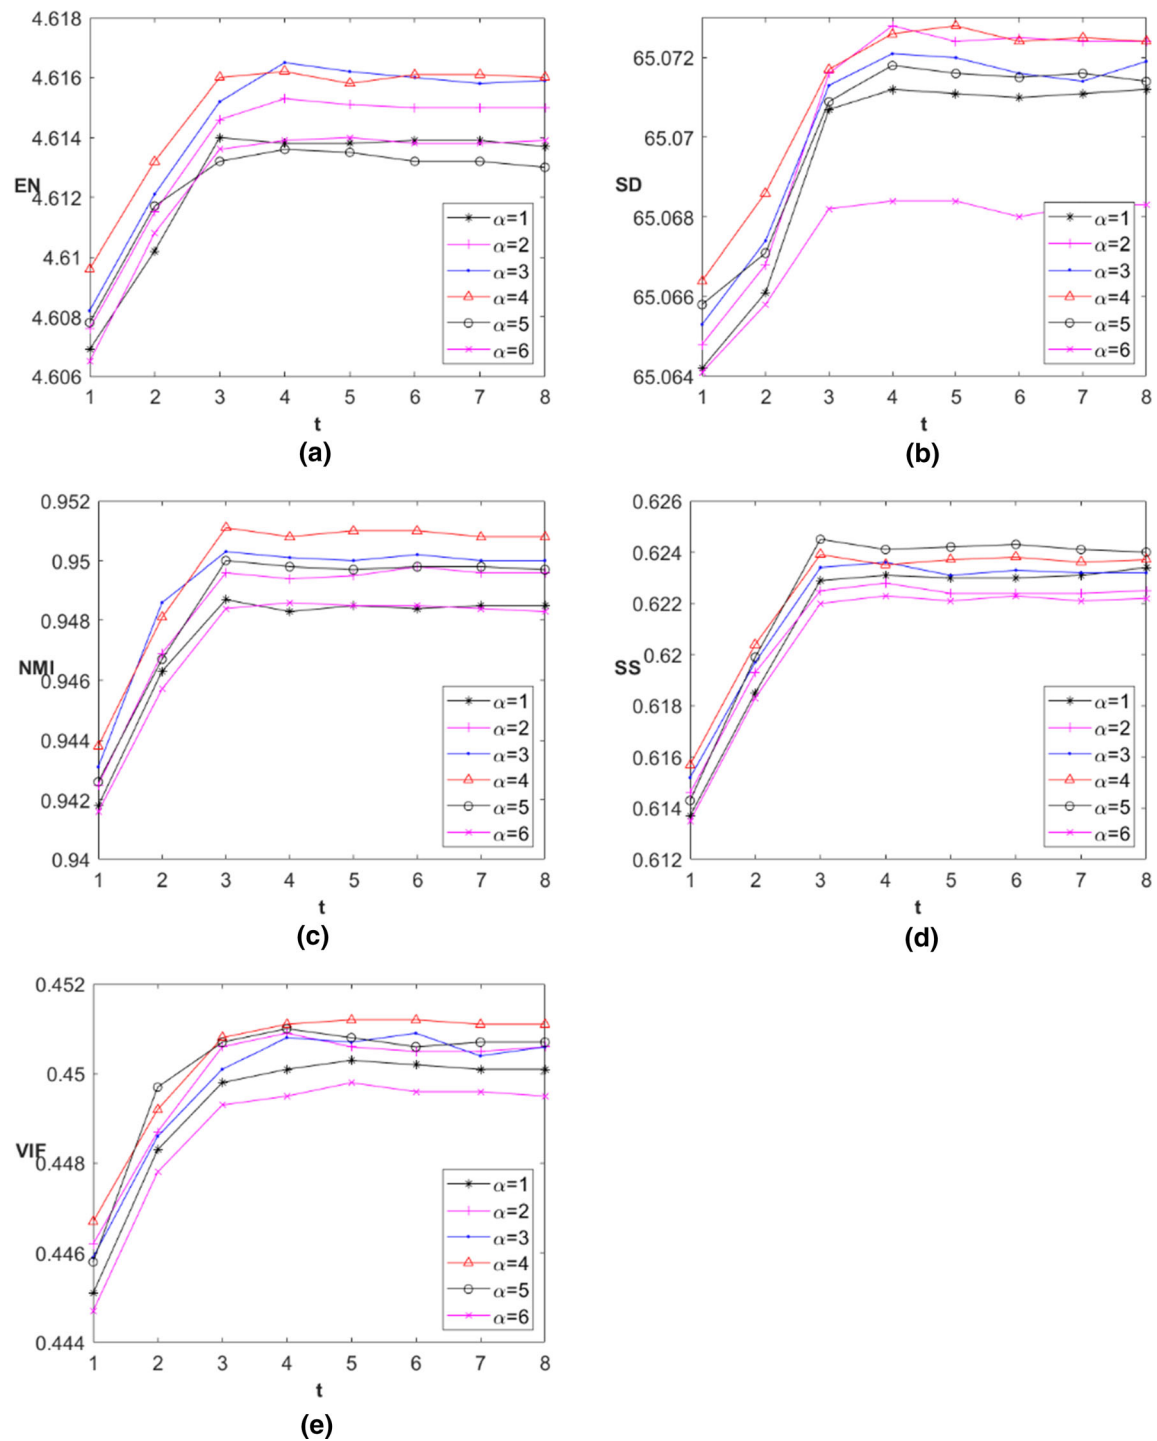 4.618
4.616
4.614
4.612
4.61
4.608
4.606
EN
1 2 3 4 5 6 7 8
t
α=1
α=2
α=3
α=4
α=5
α=6
(a)
65.072
65.07
65.068
65.066
65.064
SD
1 2 3 4 5 6 7 8
t
α=1
α=2
α=3
α=4
α=5
α=6
(b)
0.952
0.95
0.948
0.946
0.944
0.942
0.94
NMI
1 2 3 4 5 6 7 8
t
α=1
α=2
α=3
α=4
α=5
α=6
(c)
0.626
0.624
0.622
0.62
0.618
0.616
0.614
0.612
SS
1 2 3 4 5 6 7 8
t
α=1
α=2
α=3
α=4
α=5
α=6
(d)
0.452
0.45
0.448
0.446
0.444
VIF
1 2 3 4 5 6 7 8
t
α=1
α=2
α=3
α=4
α=5
α=6
(e)